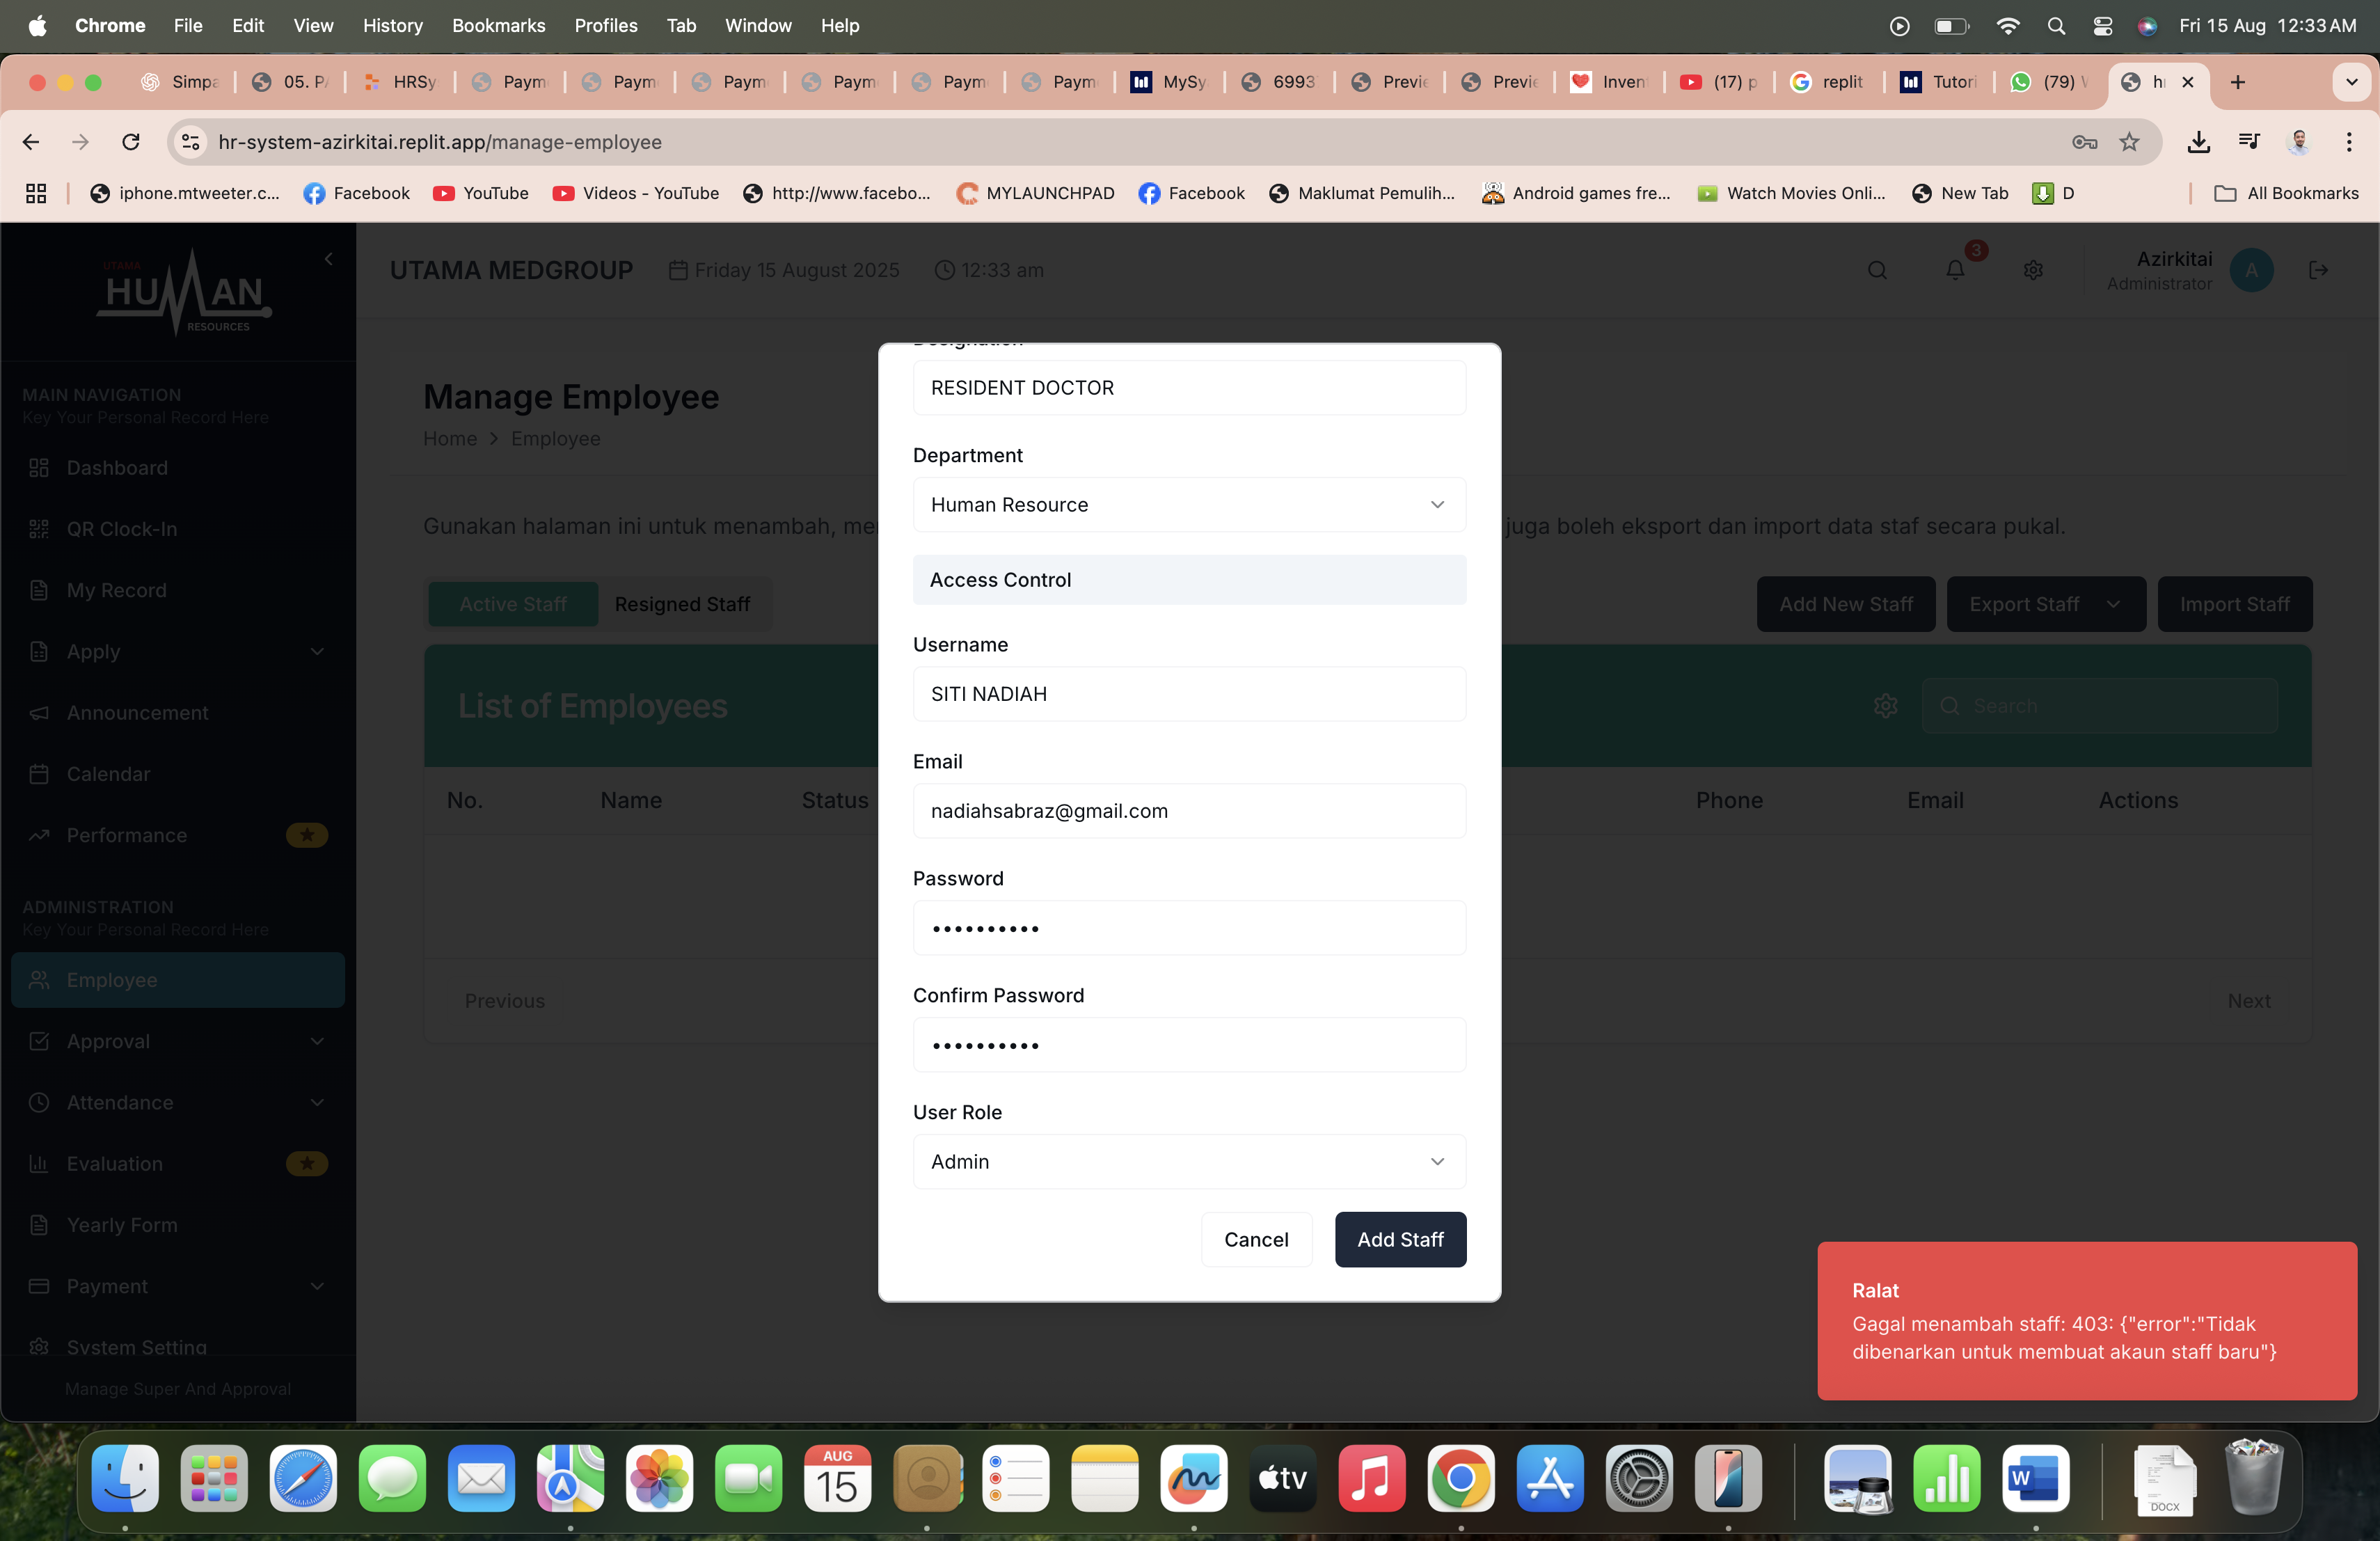 Chrome File Edit View History Bookmarks Profiles Tab Window Help
Fri 15 Aug 12:33 AM
Simpa 05. P HRSy Paym Paym Paym Paym Paym Paym MySy 6993 Previe Previe Inven (17) p replit Tutori (79) h
hr-system-azirkitai.replit.app/manage-employee
iphone.mtweeter.c... Facebook YouTube Videos - YouTube http://www.facebo... MYLAUNCHPAD Facebook Maklumat Pemulih... Android games fre... Watch Movies Onli... New Tab D All Bookmarks
UTAMA
HUMAN
RESOURCES
UTAMA MEDGROUP Friday 15 August 2025 12:33 am
3
Azirkitai
Administrator
A
MAIN NAVIGATION
Key Your Personal Record Here
Dashboard
QR Clock-In
My Record
Apply
Announcement
Calendar
Performance
ADMINISTRATION
Key Your Personal Record Here
Employee
Approval
Attendance
Evaluation
Yearly Form
Payment
System Setting
Manage Super And Approval
Manage Employee
Home > Employee
Gunakan halaman ini untuk menambah, juga boleh eksport dan import data staf secara pukal.
Active Staff Resigned Staff
Add New Staff Export Staff Import Staff
List of Employees
Search
No. Name Status Phone Email Actions
Previous Next
Designation
RESIDENT DOCTOR
Department
Human Resource
Access Control
Username
SITI NADIAH
Email
nadiahsabraz@gmail.com
Password
••••••••••
Confirm Password
••••••••••
User Role
Admin
Cancel Add Staff
Ralat
Gagal menambah staff: 403: {"error":"Tidak
dibenarkan untuk membuat akaun staff baru"}
AUG
15
tv
W
DOCX